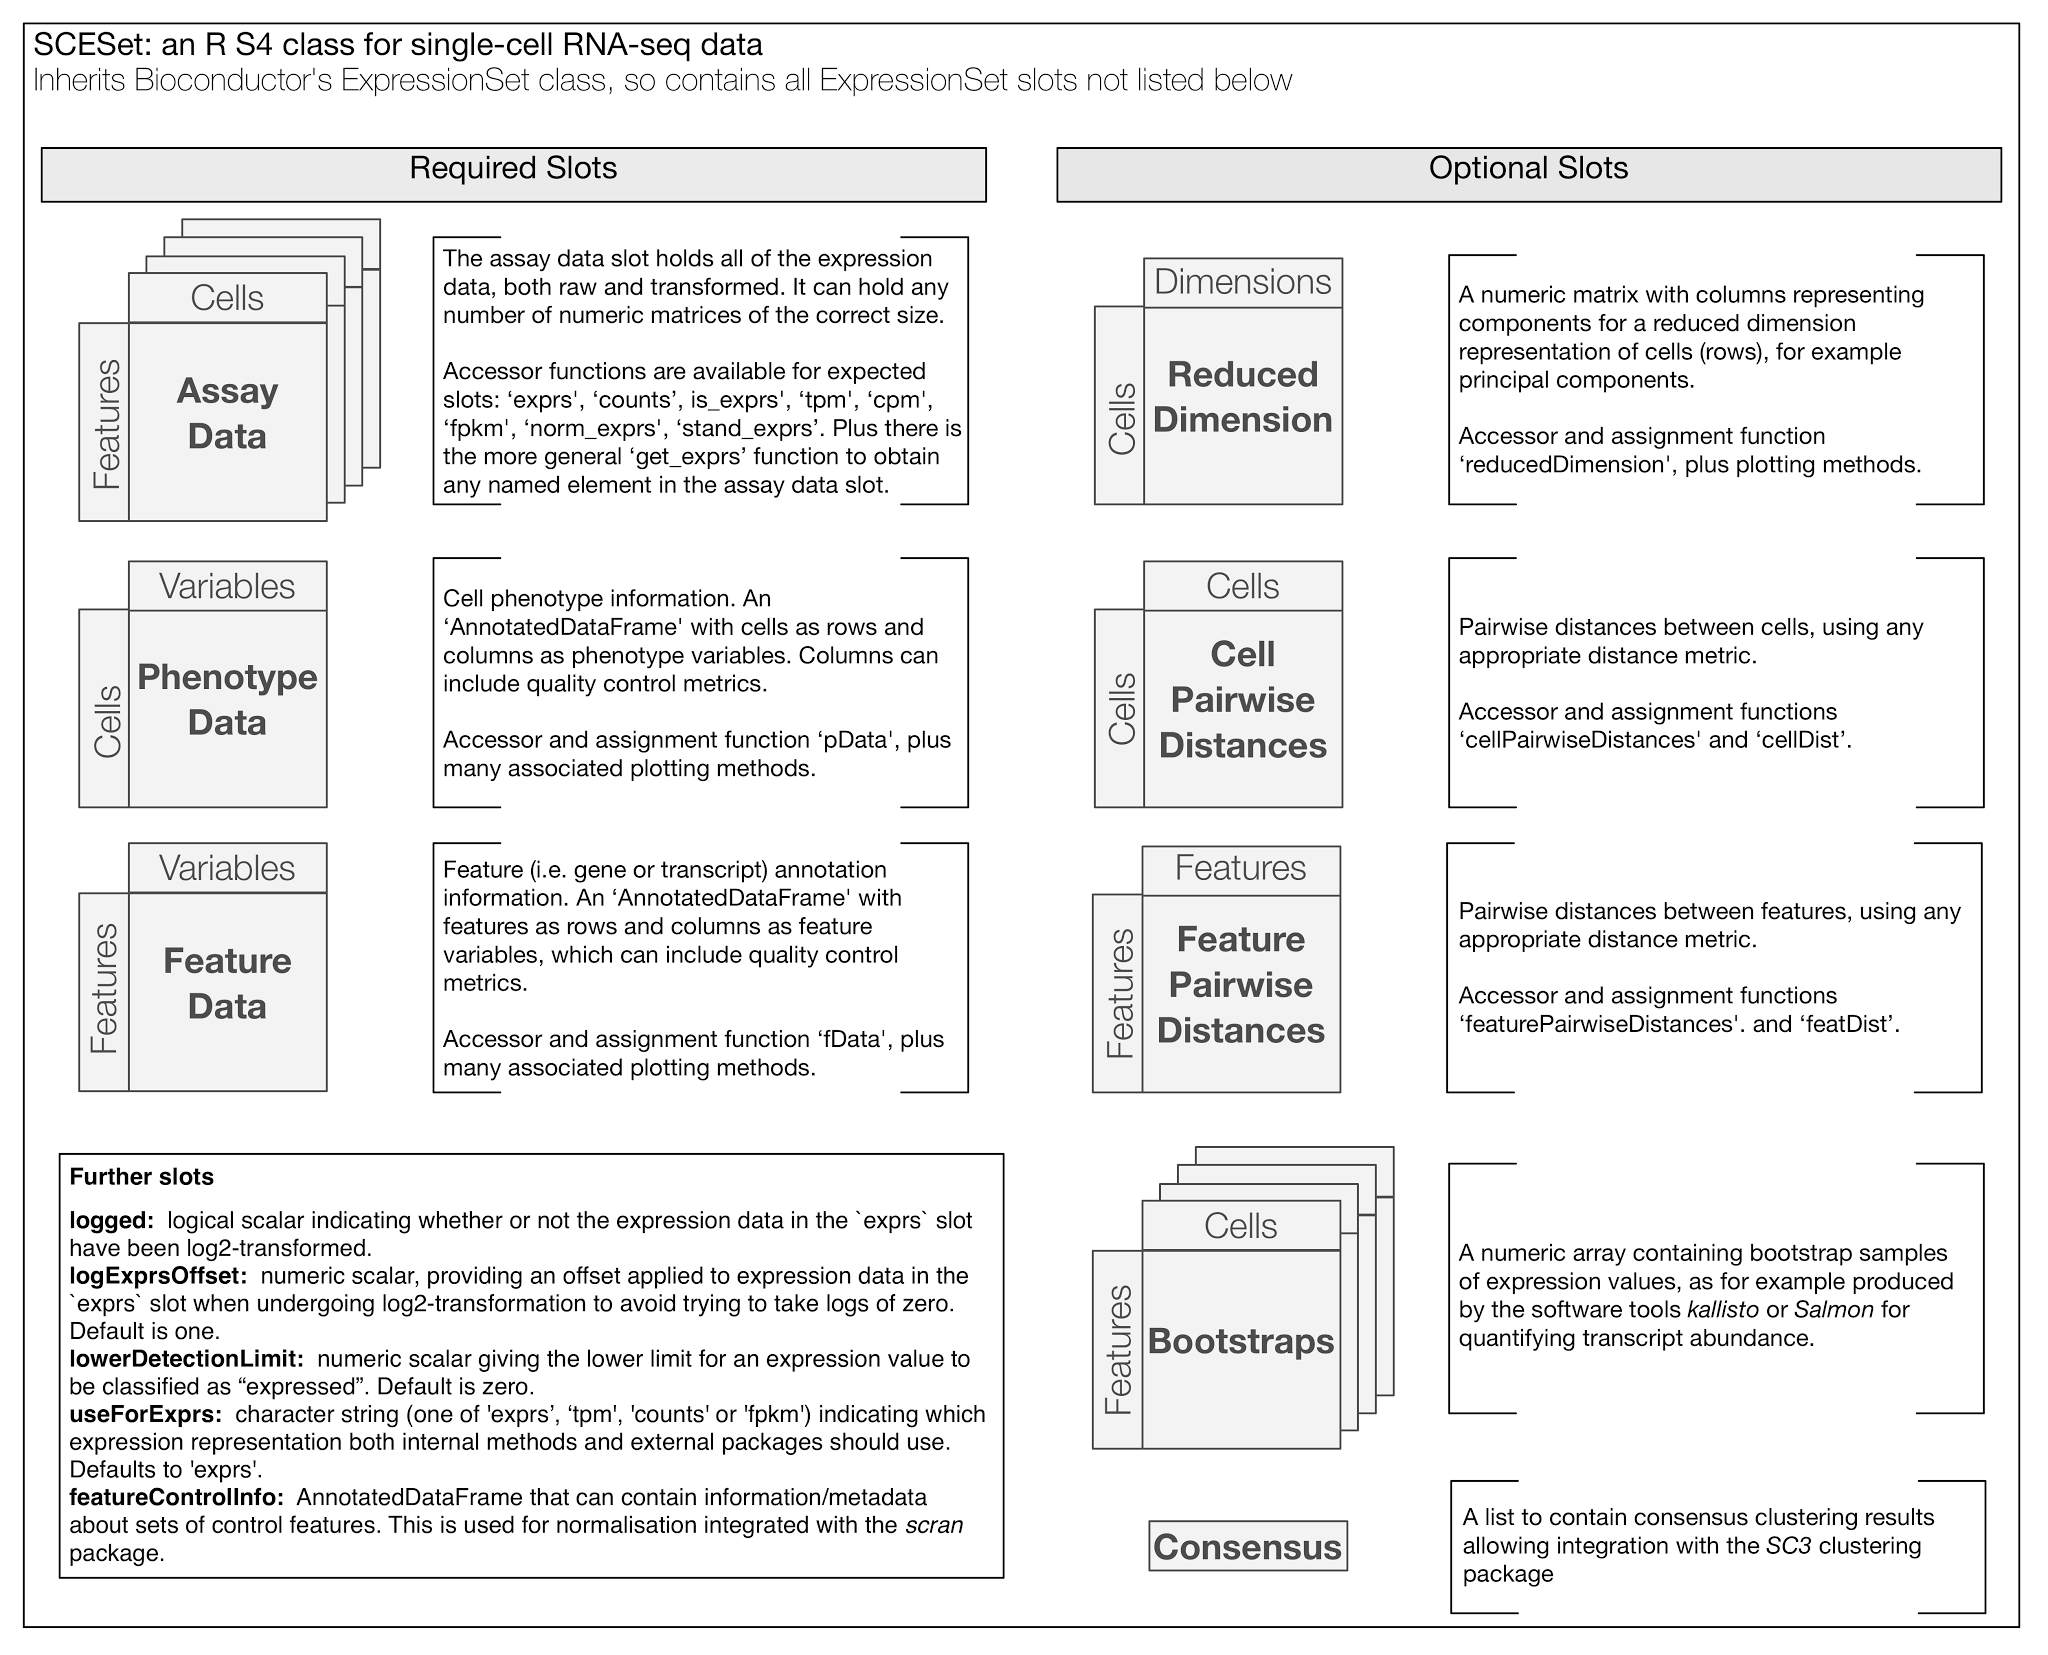 SCESet: an R S4 class for single-cell RNA-seq data
Inherits Bioconductor's ExpressionSet class, so contains all ExpressionSet slots not listed below
Required Slots
Cells
Features
Assay
Data
The assay data slot holds all of the expression
data, both raw and transformed. It can hold any
number of numeric matrices of the correct size.
Accessor functions are available for expected
slots: ‘exprs', ‘counts’, is_exprs', ‘tpm', ‘cpm',
‘fpkm', ‘norm_exprs', ‘stand_exprs’. Plus there is
the more general ‘get_exprs’ function to obtain
any named element in the assay data slot.
Variables
Cells
Phenotype
Data
Cell phenotype information. An
‘AnnotatedDataFrame' with cells as rows and
columns as phenotype variables. Columns can
include quality control metrics.
Accessor and assignment function ‘pData', plus
many associated plotting methods.
Variables
Features
Feature
Data
Feature (i.e. gene or transcript) annotation
information. An ‘AnnotatedDataFrame' with
features as rows and columns as feature
variables, which can include quality control
metrics.
Accessor and assignment function ‘fData', plus
many associated plotting methods.
Further slots
logged: logical scalar indicating whether or not the expression data in the `exprs` slot
have been log2-transformed.
logExprsOffset: numeric scalar, providing an offset applied to expression data in the
`exprs` slot when undergoing log2-transformation to avoid trying to take logs of zero.
Default is one.
lowerDetectionLimit: numeric scalar giving the lower limit for an expression value to
be classified as “expressed”. Default is zero.
useForExprs: character string (one of 'exprs’, ‘tpm', 'counts' or 'fpkm') indicating which
expression representation both internal methods and external packages should use.
Defaults to 'exprs'.
featureControlInfo: AnnotatedDataFrame that can contain information/metadata
about sets of control features. This is used for normalisation integrated with the scran
package.
Optional Slots
Dimensions
Cells
Reduced
Dimension
A numeric matrix with columns representing
components for a reduced dimension
representation of cells (rows), for example
principal components.
Accessor and assignment function
‘reducedDimension', plus plotting methods.
Cells
Cells
Cell
Pairwise
Distances
Pairwise distances between cells, using any
appropriate distance metric.
Accessor and assignment functions
‘cellPairwiseDistances' and ‘cellDist’.
Features
Features
Feature
Pairwise
Distances
Pairwise distances between features, using any
appropriate distance metric.
Accessor and assignment functions
‘featurePairwiseDistances'. and ‘featDist’.
Cells
Features
Bootstraps
A numeric array containing bootstrap samples
of expression values, as for example produced
by the software tools kallisto or Salmon for
quantifying transcript abundance.
Consensus
A list to contain consensus clustering results
allowing integration with the SC3 clustering
package